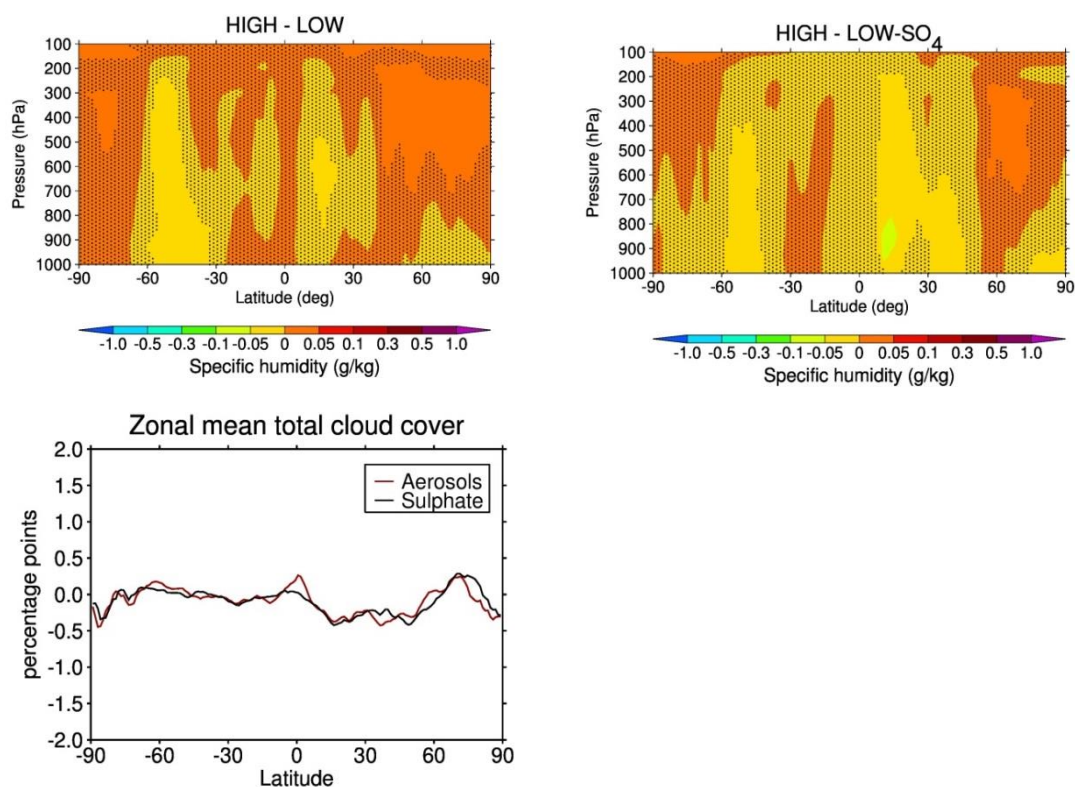 HIGH - LOW
100
200
300
400
500
600
700
800
900
1000
Pressure (hPa)
-90 -60 -30 0 30 60 90
Latitude (deg)
-1.0 -0.5 -0.3 -0.1 -0.05 0 0.05 0.1 0.3 0.5 1.0
Specific humidity (g/kg)
HIGH - LOW-SO4
100
200
300
400
500
600
700
800
900
1000
Pressure (hPa)
-90 -60 -30 0 30 60 90
Latitude (deg)
-1.0 -0.5 -0.3 -0.1 -0.05 0 0.05 0.1 0.3 0.5 1.0
Specific humidity (g/kg)
Zonal mean total cloud cover
2.0
1.5
1.0
0.5
0.0
-0.5
-1.0
-1.5
-2.0
percentage points
Aerosols
Sulphate
-90 -60 -30 0 30 60 90
Latitude